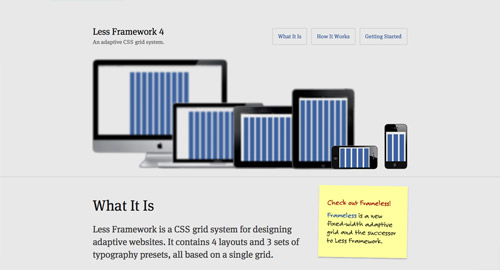 Less Framework 4
An adaptive CSS grid system.
What It Is
How It Works
Getting Started
What It Is
Less Framework is a CSS grid system for designing
adaptive websites. It contains 4 layouts and 3 sets of
typography presets, all based on a single grid.
Check out Frameless!
Frameless is a new
fixed-width adaptive
grid and the successor
to Less Framework.